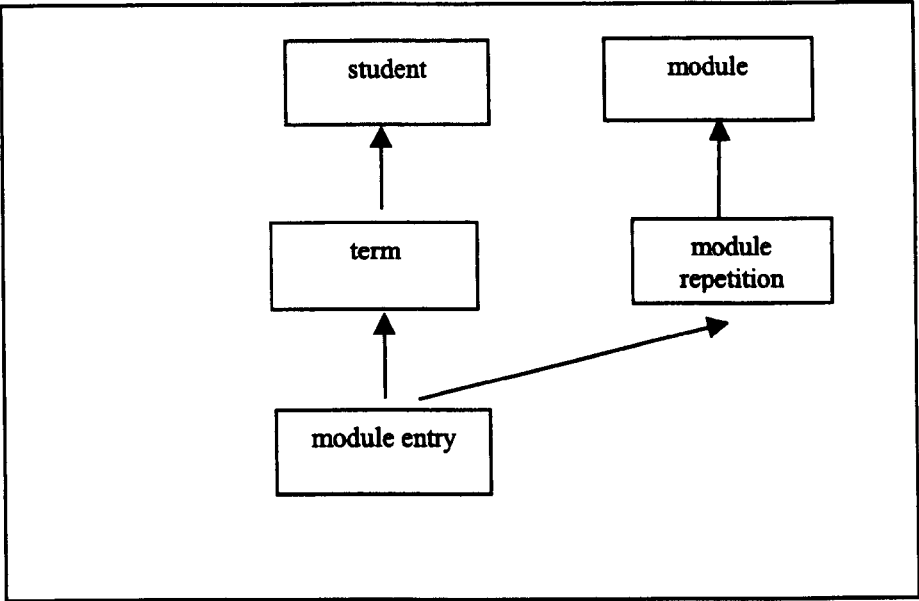 student
module
term
module
repetition
module entry